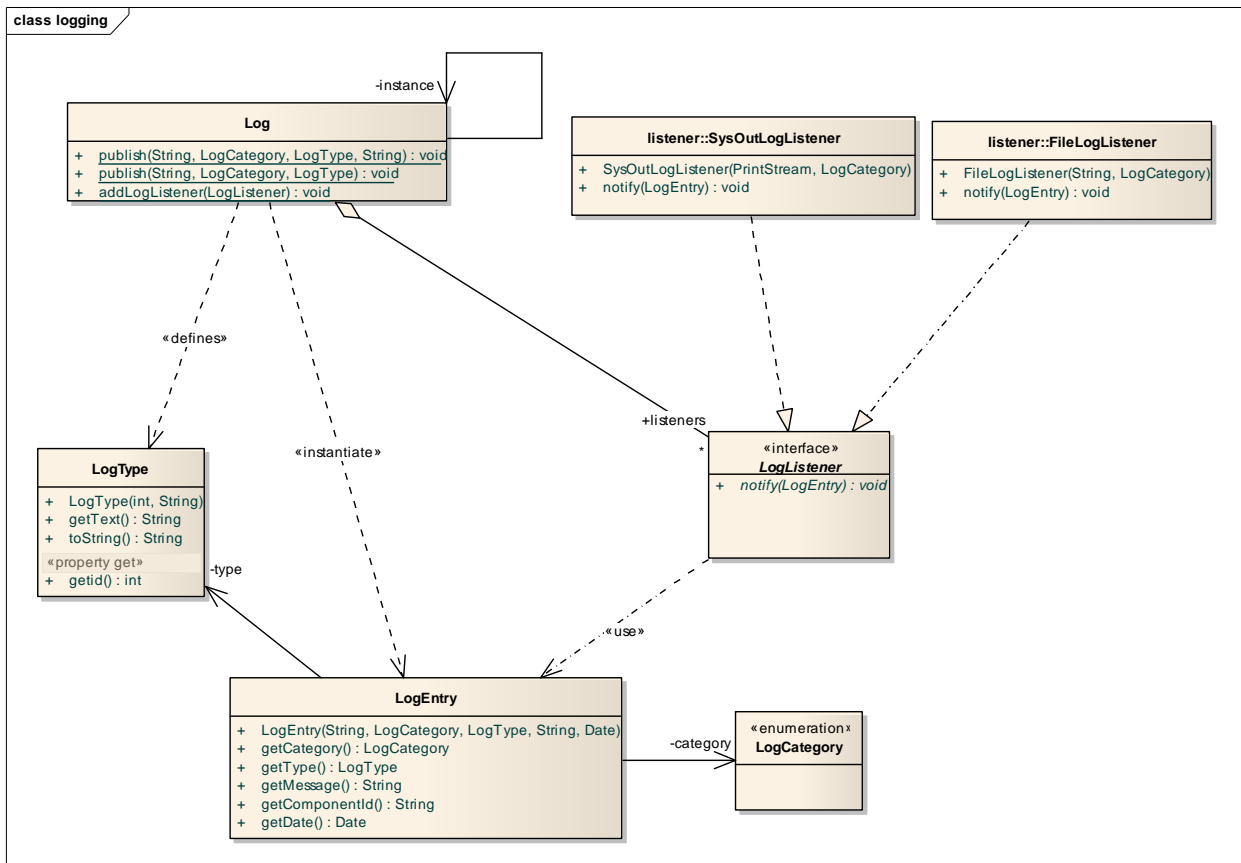 class logging
-instance
Log
+ publish(String, LogCategory, LogType, String) : void
+ publish(String, LogCategory, LogType) : void
+ addLogListener(LogListener) : void
listener::SysOutLogListener
+ SysOutLogListener(PrintStream, LogCategory)
+ notify(LogEntry) : void
listener::FileLogListener
+ FileLogListener(String, LogCategory)
+ notify(LogEntry) : void
«defines»
«instantiate»
+listeners
*
«interface»
LogListener
+ notify(LogEntry) : void
LogType
+ LogType(int, String)
+ getText() : String
+ toString() : String
«property get»
+ getid() : int
-type
«use»
LogEntry
+ LogEntry(String, LogCategory, LogType, String, Date)
+ getCategory() : LogCategory
+ getType() : LogType
+ getMessage() : String
+ getComponentId() : String
+ getDate() : Date
-category
«enumeration»
LogCategory